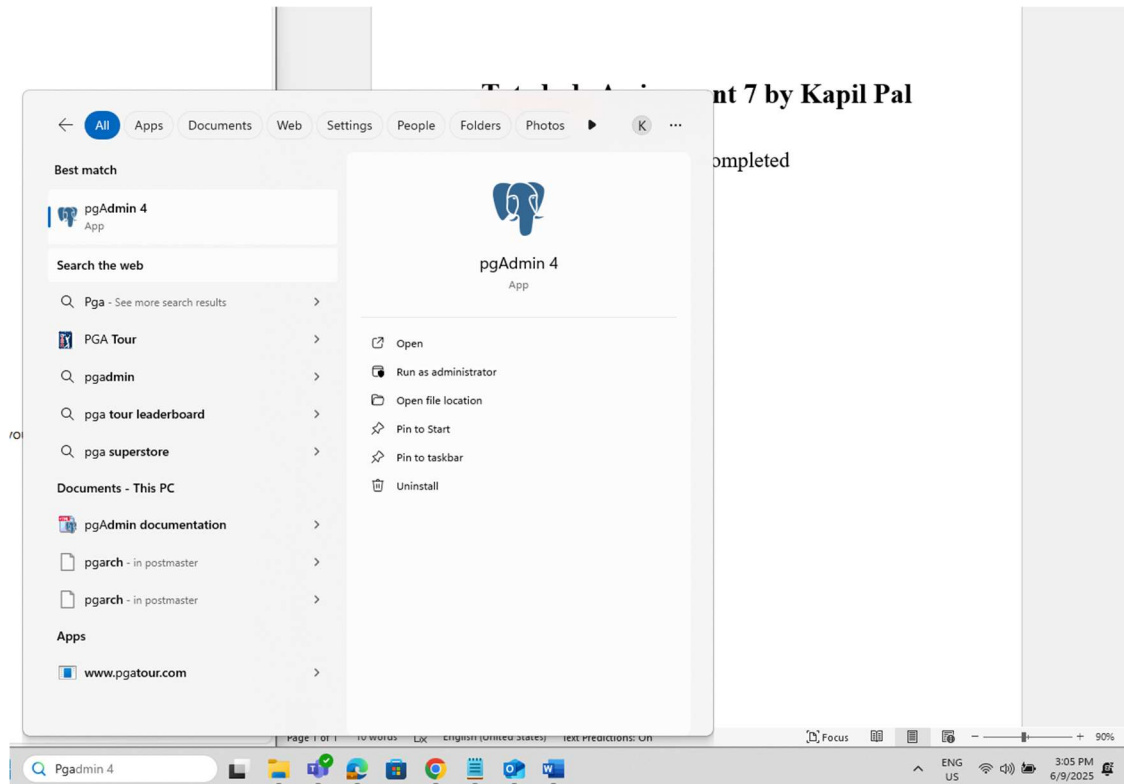 nt 7 by Kapil Pal
ompleted
All Apps Documents Web Settings People Folders Photos K ...
Best match
pgAdmin 4
App
Search the web
Pga - See more search results
PGA Tour
pgadmin
pga tour leaderboard
pga superstore
Documents - This PC
pgAdmin documentation
pgarch - in postmaster
pgarch - in postmaster
Apps
www.pgatour.com
pgAdmin 4
App
Open
Run as administrator
Open file location
Pin to Start
Pin to taskbar
Uninstall
Page 1 of 1 10 words English (United States) Text Predictions: On Focus - + 90%
Pgadmin 4
ENG
US
3:05 PM
6/9/2025